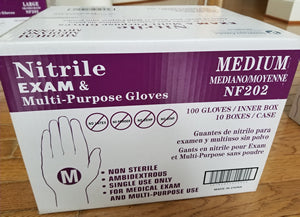 LARGE
Nitrile
EXAM &
Multi-Purpose Gloves
MEDIUM
MEDIANO/MOYENNE
NF202
100 GLOVES / INNER BOX
10 BOXES / CASE
Guantes de nitrilo para
examen y multiuso sin polvo
Gants en nitrile pour Exam
et Multi-Purpose sans poudre
M
• NON STERILE
• AMBIDEXTROUS
• SINGLE USE ONLY
• FOR MEDICAL EXAM
AND MULTI-PURPOSE USE
MADE IN CHINA